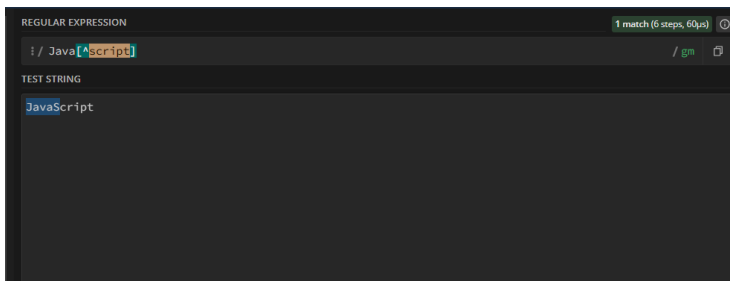 REGULAR EXPRESSION
1 match (6 steps, 60μs)
/ Java[^script]
/ gm
TEST STRING
JavaScript